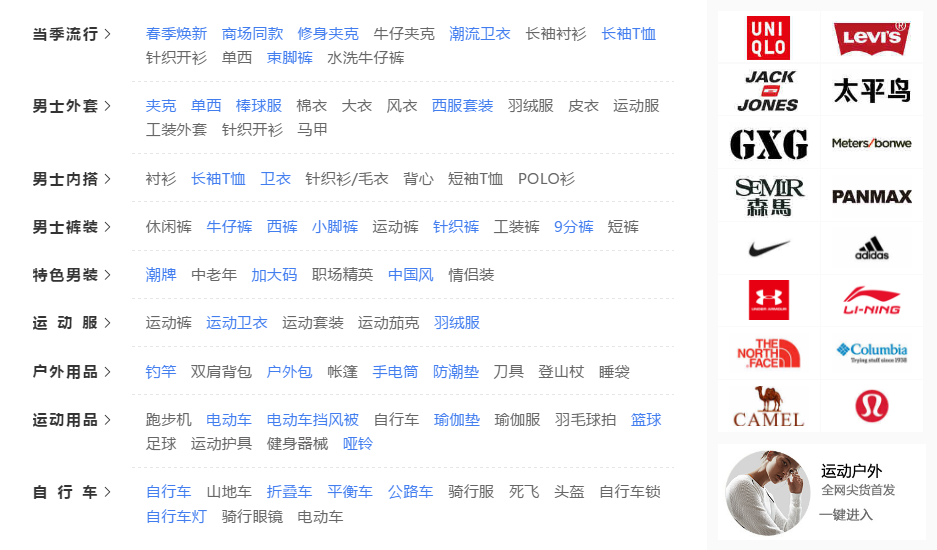 当季流行 > 春季焕新 商场同款 修身夹克 牛仔夹克 潮流卫衣 长袖衬衫 长袖T恤
针织开衫 单西 束脚裤 水洗牛仔裤
男士外套 > 夹克 单西 棒球服 棉衣 大衣 风衣 西服套装 羽绒服 皮衣 运动服
工装外套 针织开衫 马甲
男士内搭 > 衬衫 长袖T恤 卫衣 针织衫/毛衣 背心 短袖T恤 POLO衫
男士裤装 > 休闲裤 牛仔裤 西裤 小脚裤 运动裤 针织裤 工装裤 9分裤 短裤
特色男装 > 潮牌 中老年 加大码 职场精英 中国风 情侣装
运动服 > 运动裤 运动卫衣 运动套装 运动茄克 羽绒服
户外用品 > 钓竿 双肩背包 户外包 帐篷 手电筒 防潮垫 刀具 登山杖 睡袋
运动用品 > 跑步机 电动车 电动车挡风被 自行车 瑜伽垫 瑜伽服 羽毛球拍 篮球
足球 运动护具 健身器械 哑铃
自行车 > 自行车 山地车 折叠车 平衡车 公路车 骑行服 死飞 头盔 自行车锁
自行车灯 骑行眼镜 电动车
UNI
QLO
LEVI'S®
JACK
JONES
太平鸟
GXG
Meters/bonwe
SEMIR
森馬
PANMAX
adidas
UNDER ARMOUR
LI-NING
THE
NORTH
FACE
Columbia
Trying stuff since 1938
CAMEL
运动户外
全网尖货首发
一键进入